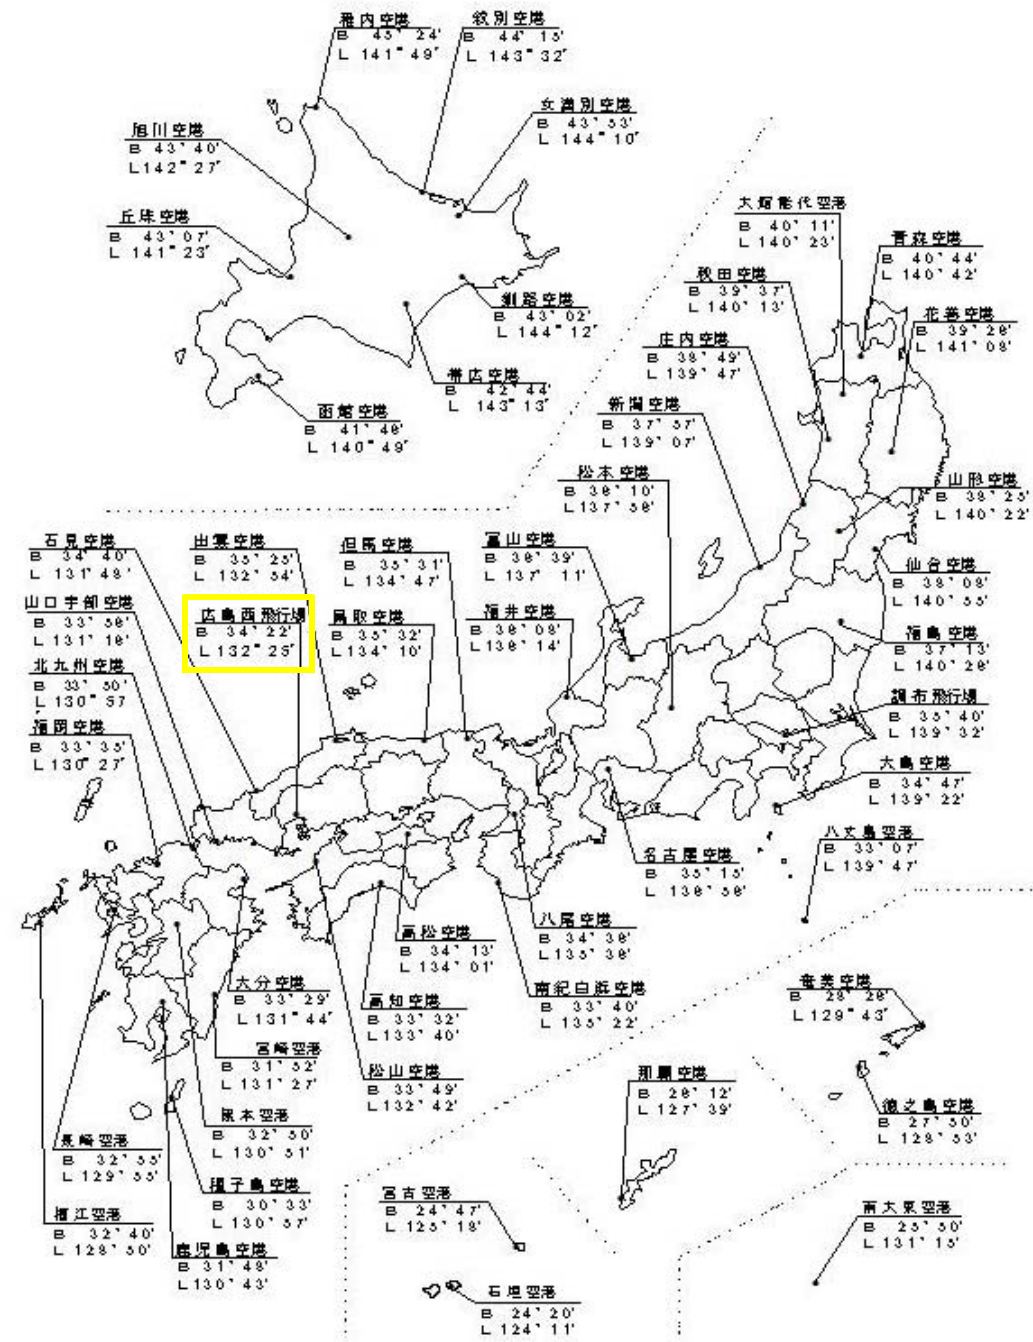 稚内空港
B 45° 24'
L 141° 49'
紋別空港
B 44° 15'
L 143° 32'
女満別空港
B 43° 53'
L 144° 10'
旭川空港
B 43° 40'
L 142° 27'
丘珠空港
B 43° 07'
L 141° 23'
釧路空港
B 43° 02'
L 144° 12'
帯広空港
B 42° 44'
L 143° 13'
函館空港
B 41° 48'
L 140° 49'
大館能代空港
B 40° 11'
L 140° 23'
青森空港
B 40° 44'
L 140° 42'
秋田空港
B 39° 37'
L 140° 13'
花巻空港
B 39° 28'
L 141° 08'
庄内空港
B 38° 49'
L 139° 47'
新潟空港
B 37° 57'
L 139° 07'
松本空港
B 38° 10'
L 137° 58'
山形空港
B 38° 25'
L 140° 22'
石見空港
B 34° 40'
L 131° 48'
出雲空港
B 35° 25'
L 132° 54'
但馬空港
B 35° 31'
L 134° 47'
富山空港
B 38° 39'
L 137° 11'
仙台空港
B 38° 08'
L 140° 55'
山口宇部空港
B 33° 58'
L 131° 18'
広島西飛行場
B 34° 22'
L 132° 25'
鳥取空港
B 35° 32'
L 134° 10'
福井空港
B 38° 08'
L 138° 14'
福島空港
B 37° 13'
L 140° 28'
北九州空港
B 33° 50'
L 130° 57'
調布飛行場
B 35° 40'
L 139° 32'
福岡空港
B 33° 35'
L 130° 27'
大島空港
B 34° 47'
L 139° 22'
八丈島空港
B 33° 07'
L 139° 47'
名古屋空港
B 35° 15'
L 138° 58'
八尾空港
B 34° 38'
L 135° 38'
高松空港
B 34° 13'
L 134° 01'
大分空港
B 33° 29'
L 131° 44'
高知空港
B 33° 32'
L 133° 40'
南紀白浜空港
B 33° 40'
L 135° 22'
奄美空港
B 28° 28'
L 129° 43'
宮崎空港
B 31° 52'
L 131° 27'
松山空港
B 33° 49'
L 132° 42'
那覇空港
B 28° 12'
L 127° 39'
徳之島空港
B 27° 50'
L 128° 53'
熊本空港
B 32° 50'
L 130° 51'
長崎空港
B 32° 55'
L 129° 55'
種子島空港
B 30° 33'
L 130° 57'
宮古空港
B 24° 47'
L 125° 18'
福江空港
B 32° 40'
L 128° 50'
南大東空港
B 25° 50'
L 131° 15'
鹿児島空港
B 31° 48'
L 130° 43'
石垣空港
B 24° 20'
L 124° 11'